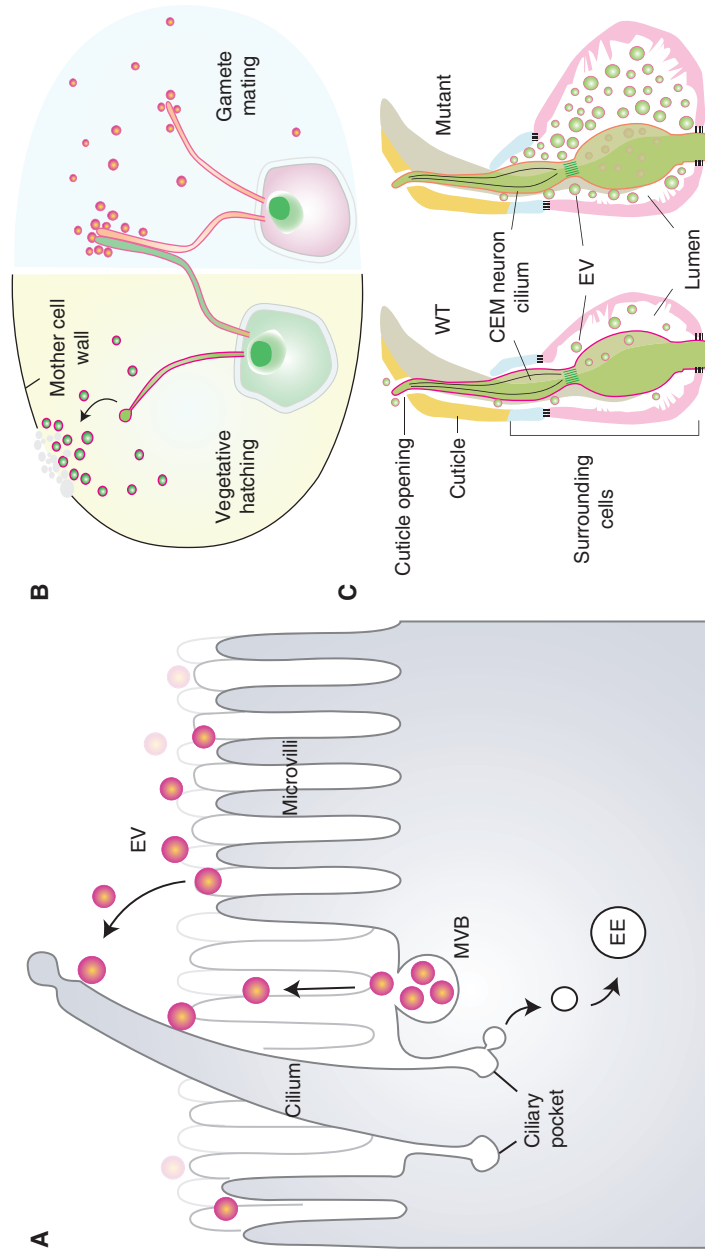 A
EV
Microvilli
Cilium
MVB
EE
Ciliary
pocket
B
Mother cell
wall
Vegetative
hatching
Gamete
mating
C
Cuticle opening
Cuticle
Surrounding
cells
WT
CEM neuron
cilium
EV
Lumen
Mutant